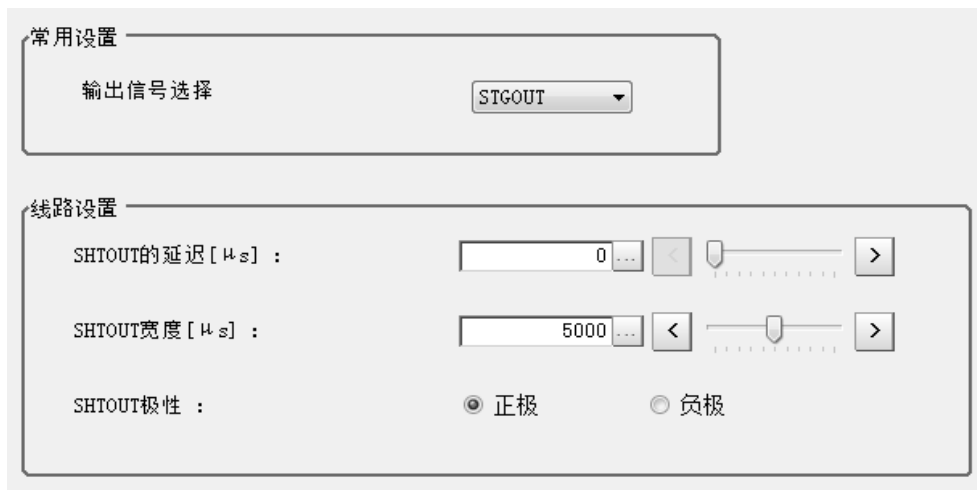 常用设置
输出信号选择 STGOUT
线路设置
SHTOUT的延迟[μs] : 0 ... < >
SHTOUT宽度[μs] : 5000 ... < >
SHTOUT极性 : 正极 负极